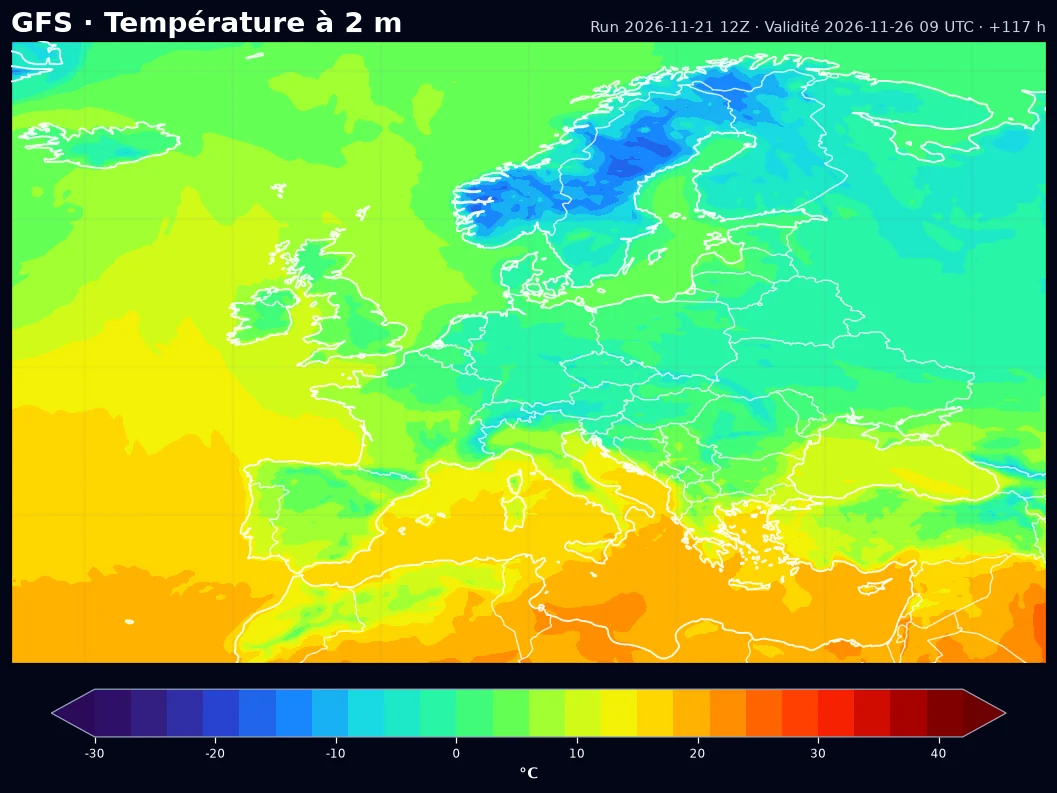 GFS · Température à 2 m
Run 2026-11-21 12Z · Validité 2026-11-26 09 UTC · +117 h
-30 -20 -10 0 10 20 30 40
°C